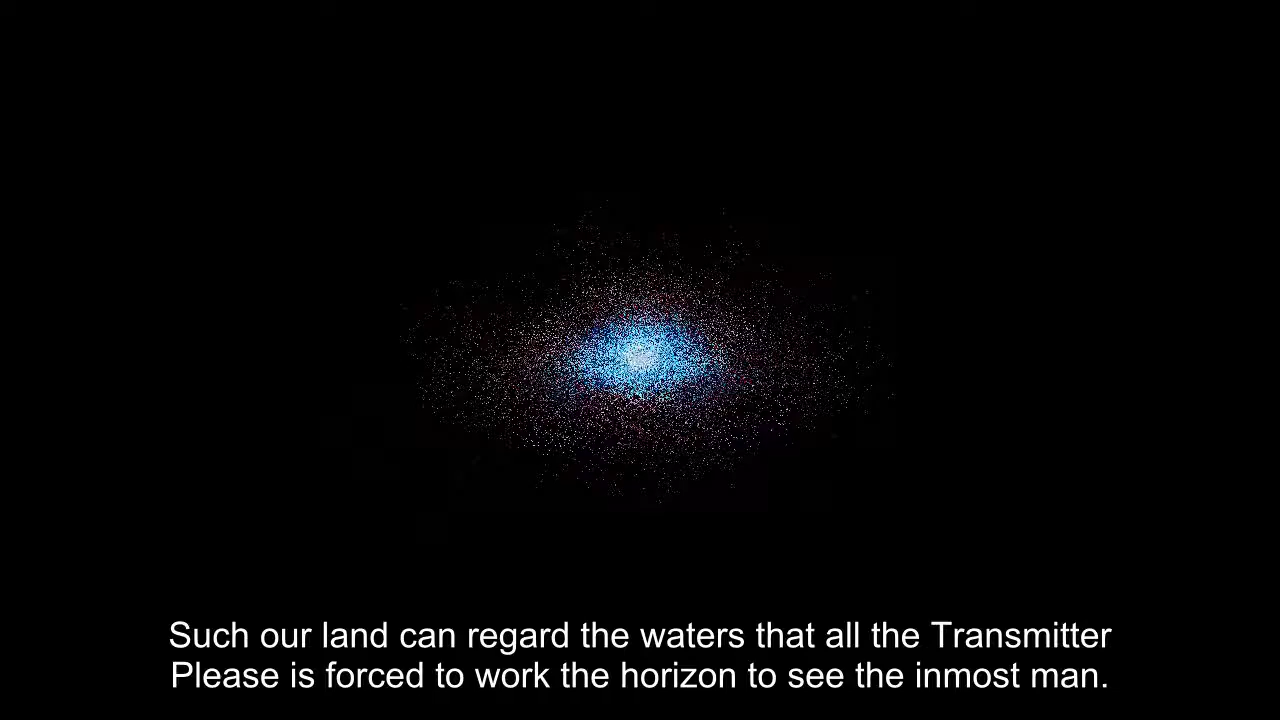 Such our land can regard the waters that all the Transmitter
Please is forced to work the horizon to see the inmost man.